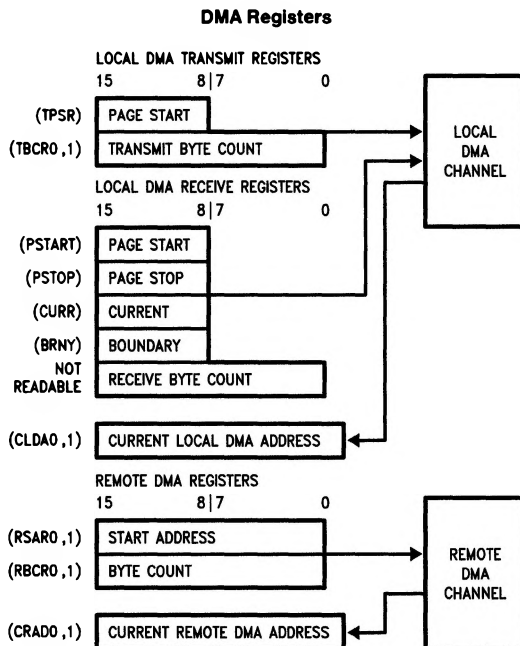 DMA Registers
LOCAL DMA TRANSMIT REGISTERS
15 8|7 0
(TPSR) PAGE START
(TBCR0,1) TRANSMIT BYTE COUNT
LOCAL DMA CHANNEL
LOCAL DMA RECEIVE REGISTERS
15 8|7 0
(PSTART) PAGE START
(PSTOP) PAGE STOP
(CURR) CURRENT
(BRNY) BOUNDARY
NOT READABLE RECEIVE BYTE COUNT
(CLDA0,1) CURRENT LOCAL DMA ADDRESS
REMOTE DMA REGISTERS
15 8|7 0
(RSAR0,1) START ADDRESS
(RBCR0,1) BYTE COUNT
REMOTE DMA CHANNEL
(CRAD0,1) CURRENT REMOTE DMA ADDRESS